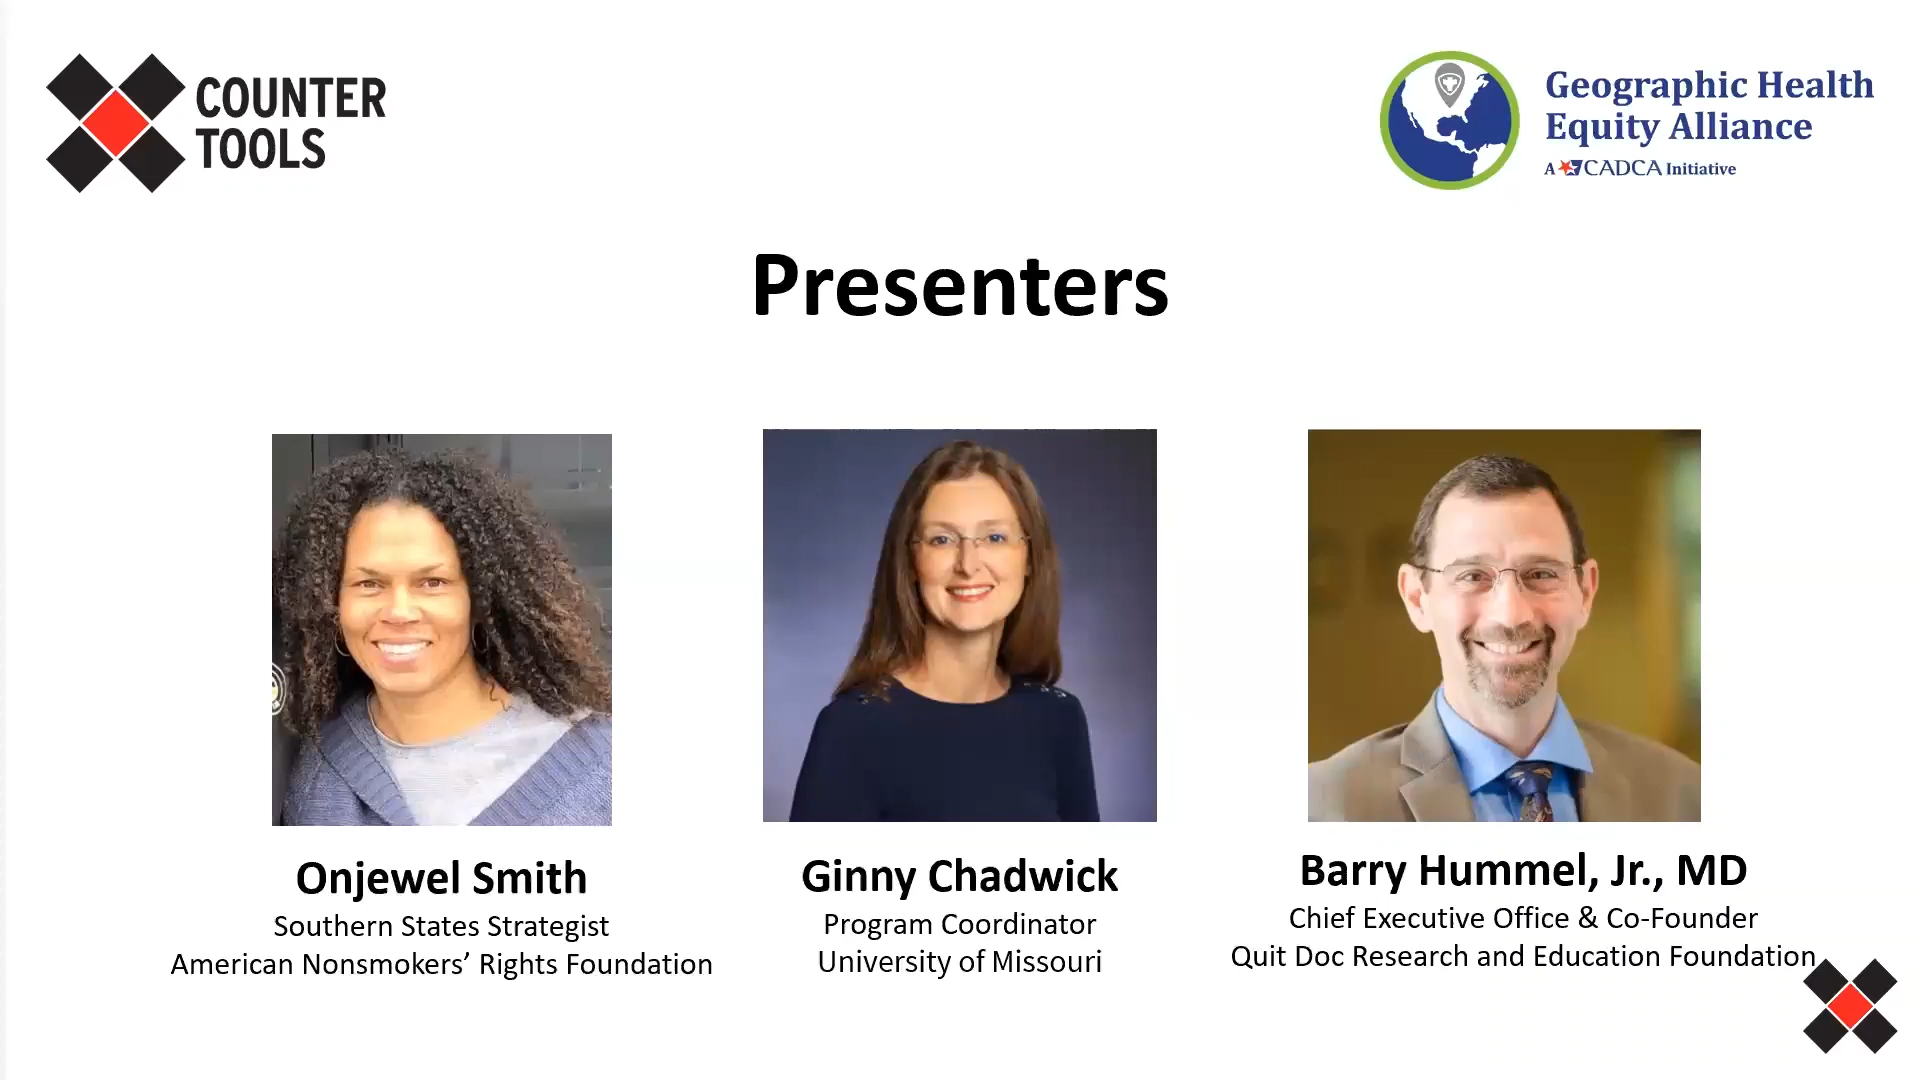 COUNTER
TOOLS
Geographic Health
Equity Alliance
A CADCA Initiative
Presenters
Onjewel Smith
Southern States Strategist
American Nonsmokers’ Rights Foundation
Ginny Chadwick
Program Coordinator
University of Missouri
Barry Hummel, Jr., MD
Chief Executive Office & Co-Founder
Quit Doc Research and Education Foundation